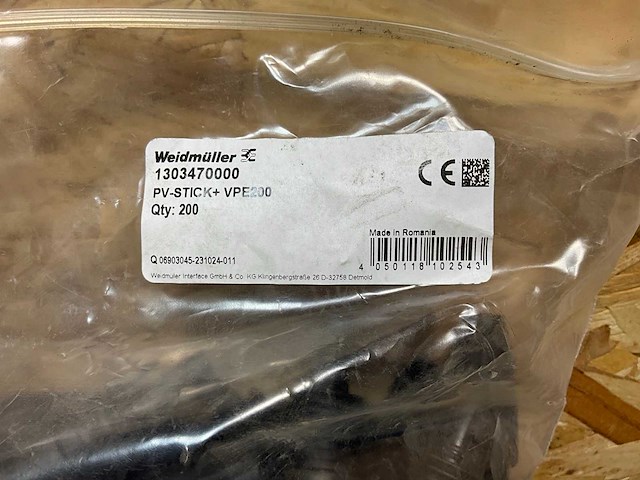 Weidmüller
1303470000
PV-STICK+ VPE200
Qty: 200
Made in Romania
Q 06903045-231024-011
4 050118 102543
Weidmüller Interface GmbH & Co. KG Klingenbergstraße 26 D-32758 Detmold
CE